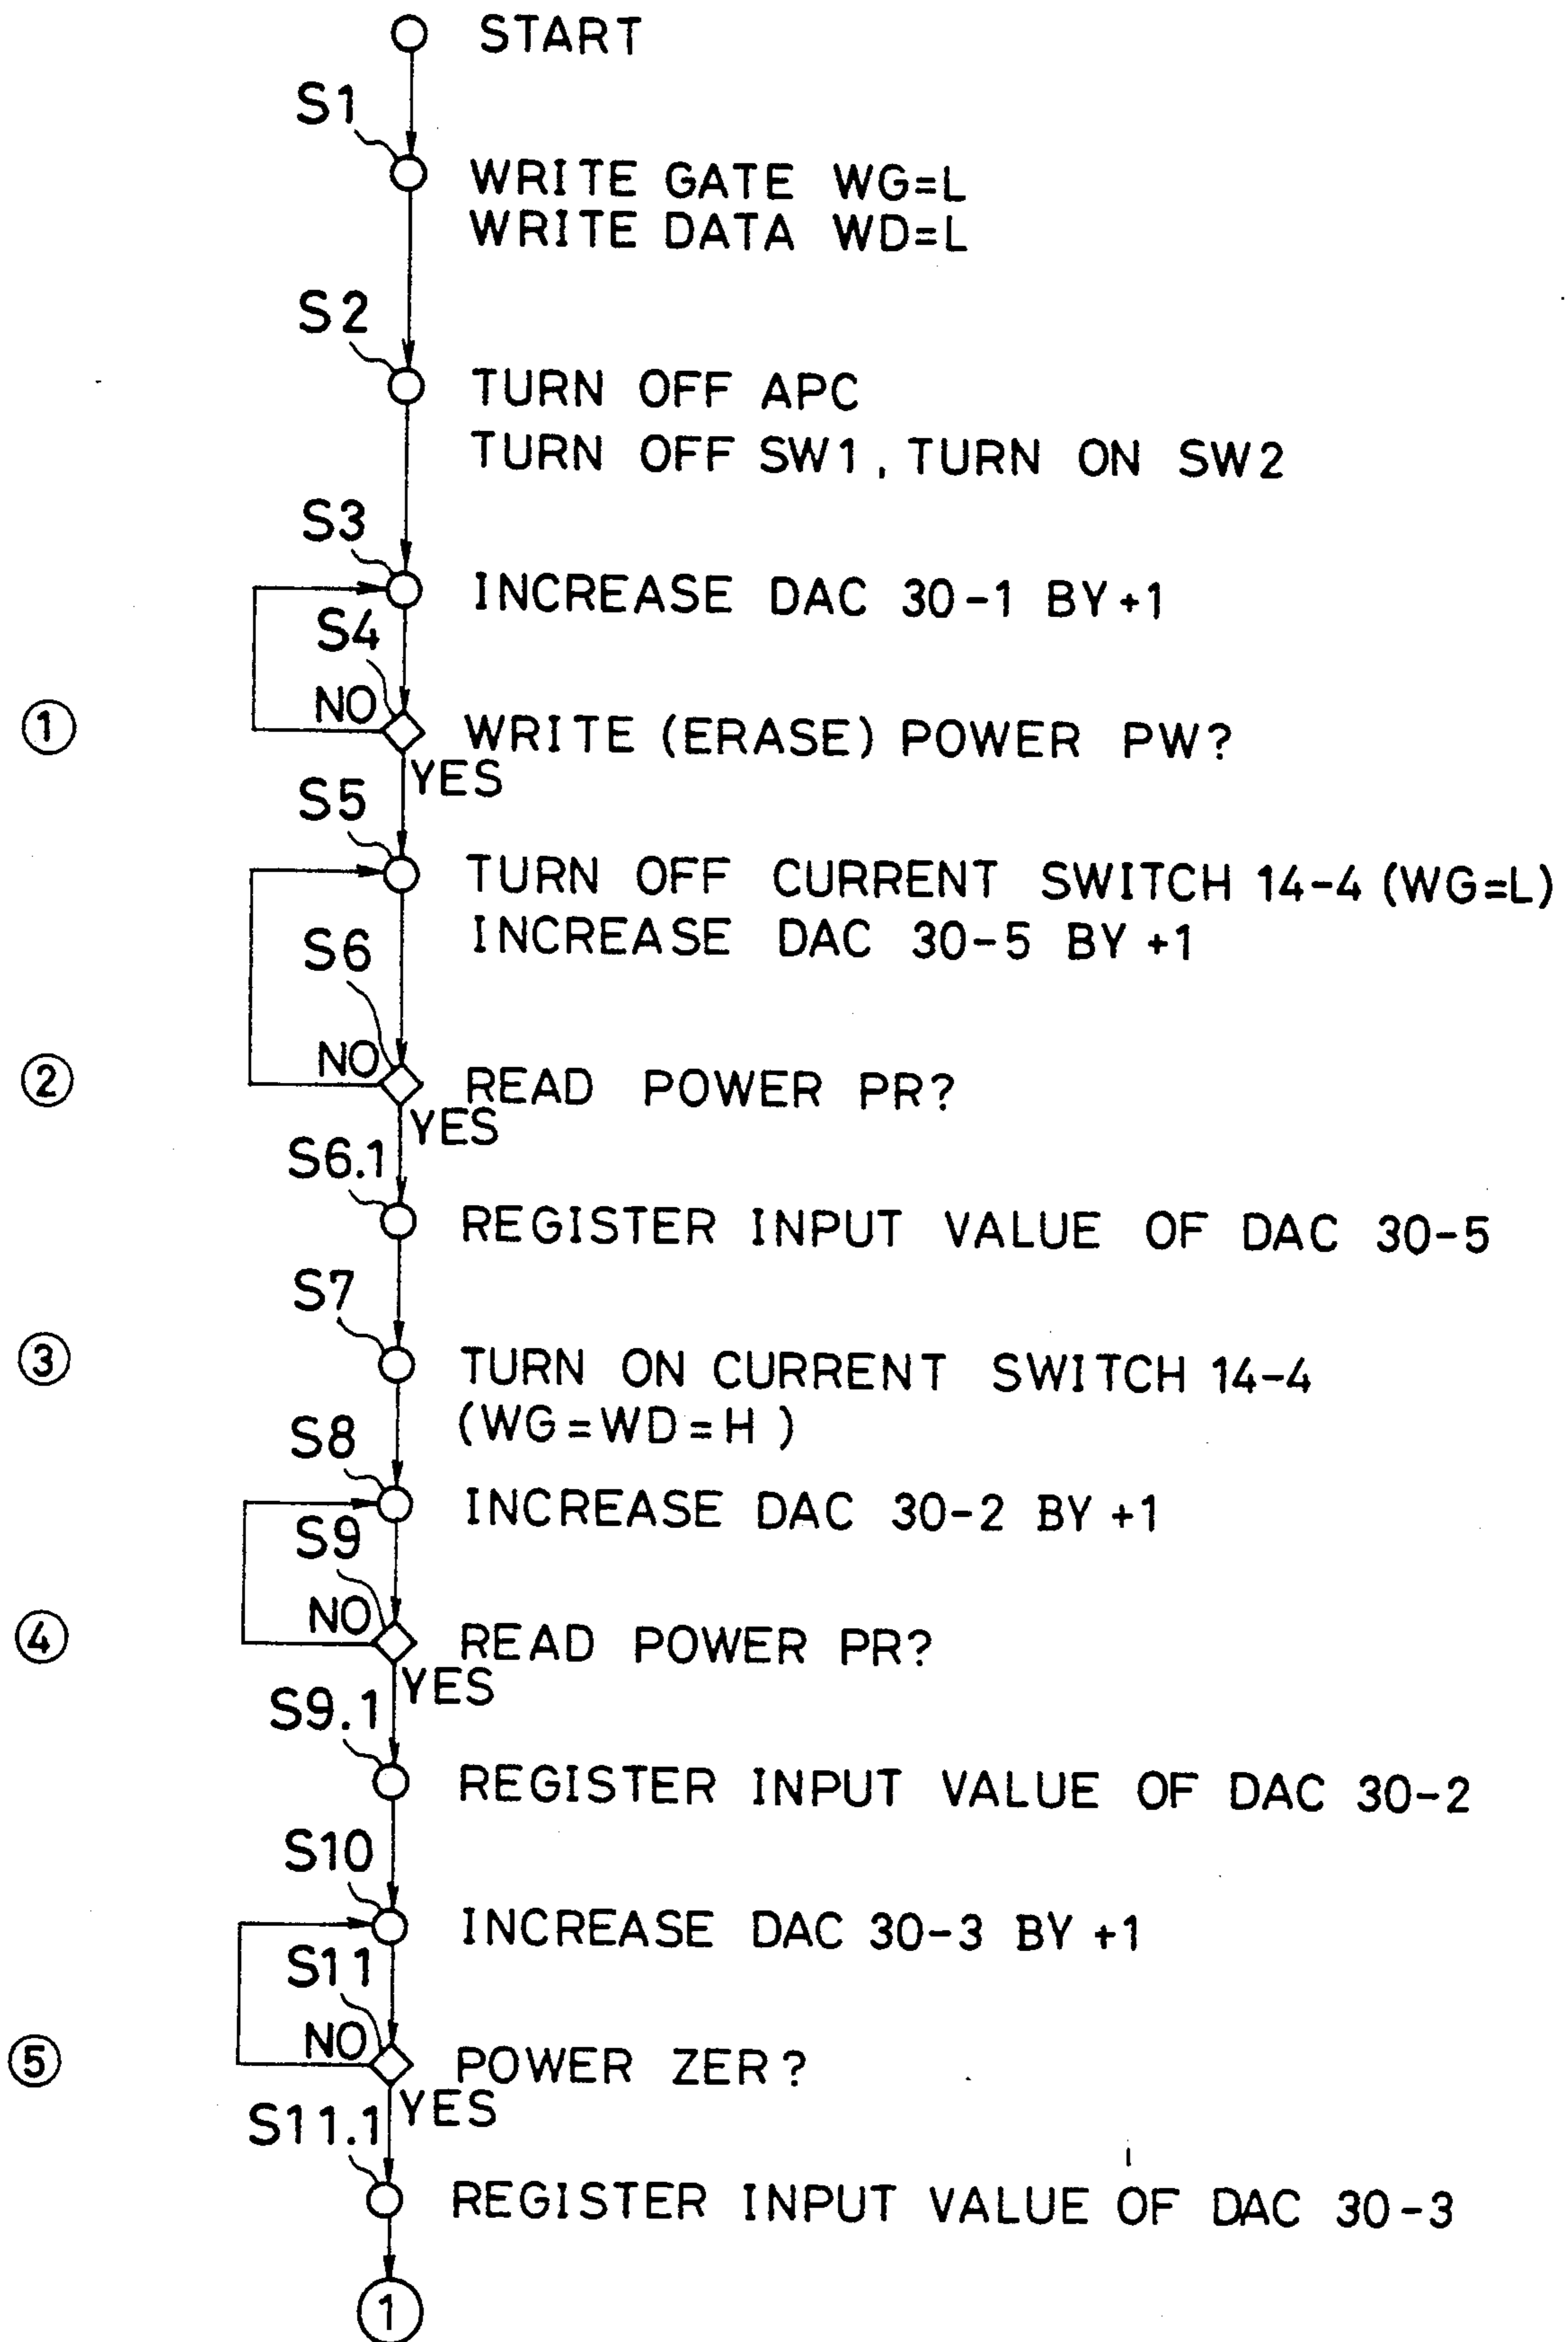 START
S1
WRITE GATE WG=L
WRITE DATA WD=L
S2
TURN OFF APC
TURN OFF SW1, TURN ON SW2
S3
INCREASE DAC 30-1 BY +1
S4
NO
① WRITE (ERASE) POWER PW?
YES
S5
TURN OFF CURRENT SWITCH 14-4 (WG=L)
INCREASE DAC 30-5 BY +1
S6
NO
② READ POWER PR?
YES
S6.1
REGISTER INPUT VALUE OF DAC 30-5
S7
③ TURN ON CURRENT SWITCH 14-4
(WG=WD=H)
S8
INCREASE DAC 30-2 BY +1
S9
NO
④ READ POWER PR?
YES
S9.1
REGISTER INPUT VALUE OF DAC 30-2
S10
INCREASE DAC 30-3 BY +1
S11
NO
⑤ POWER ZER?
YES
S11.1
REGISTER INPUT VALUE OF DAC 30-3
1